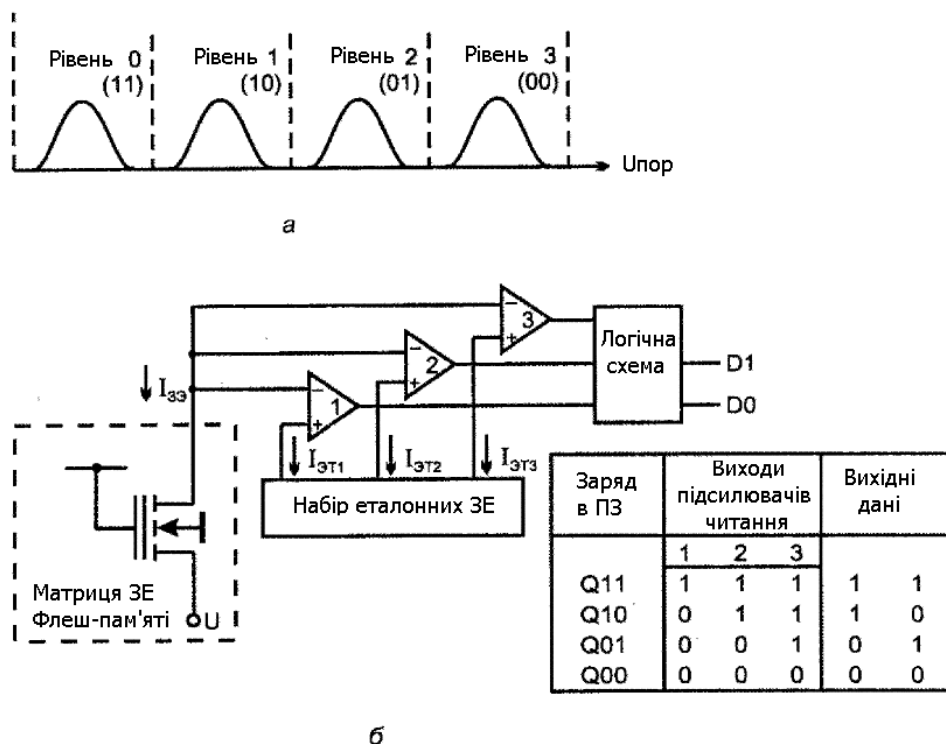 Рівень 0
(11)
Рівень 1
(10)
Рівень 2
(01)
Рівень 3
(00)
Uпор
а
3
2
1
Логічна
схема
D1
D0
IЗЭ
IЭТ1
IЭТ2
IЭТ3
Набір еталонних ЗЕ
Матриця ЗЕ
Флеш-пам'яті
U
Заряд
в ПЗ
Виходи
підсилювачів
читання
Вихідні
дані
1 2 3
Q11 1 1 1 1 1
Q10 0 1 1 1 0
Q01 0 0 1 0 1
Q00 0 0 0 0 0
б